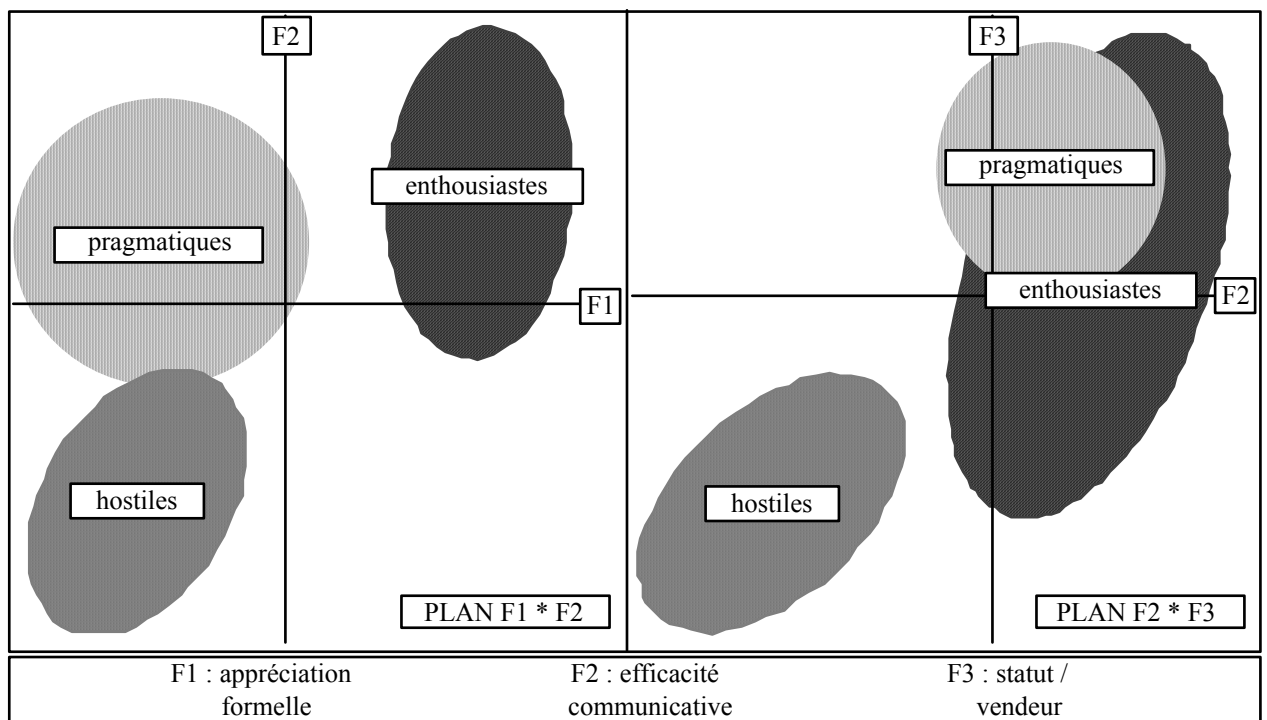 F2
enthousiastes
pragmatiques
F1
hostiles
PLAN F1 * F2
F3
pragmatiques
enthousiastes
F2
hostiles
PLAN F2 * F3
F1 : appréciation
formelle
F2 : efficacité
communicative
F3 : statut /
vendeur